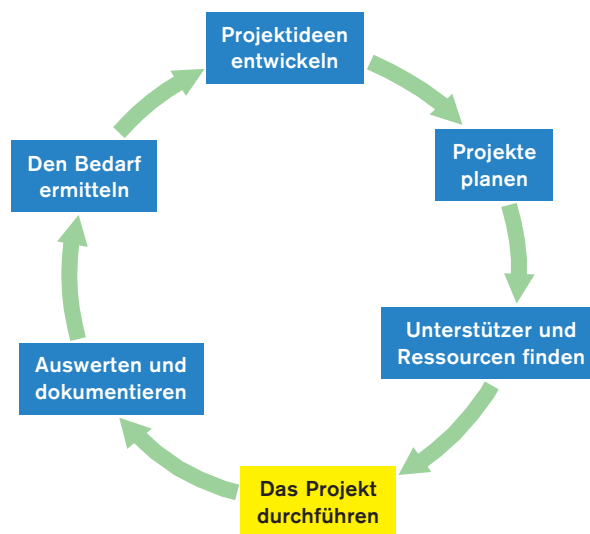 Projektideen
entwickeln
Projekte
planen
Unterstützer und
Ressourcen finden
Das Projekt
durchführen
Auswerten und
dokumentieren
Den Bedarf
ermitteln